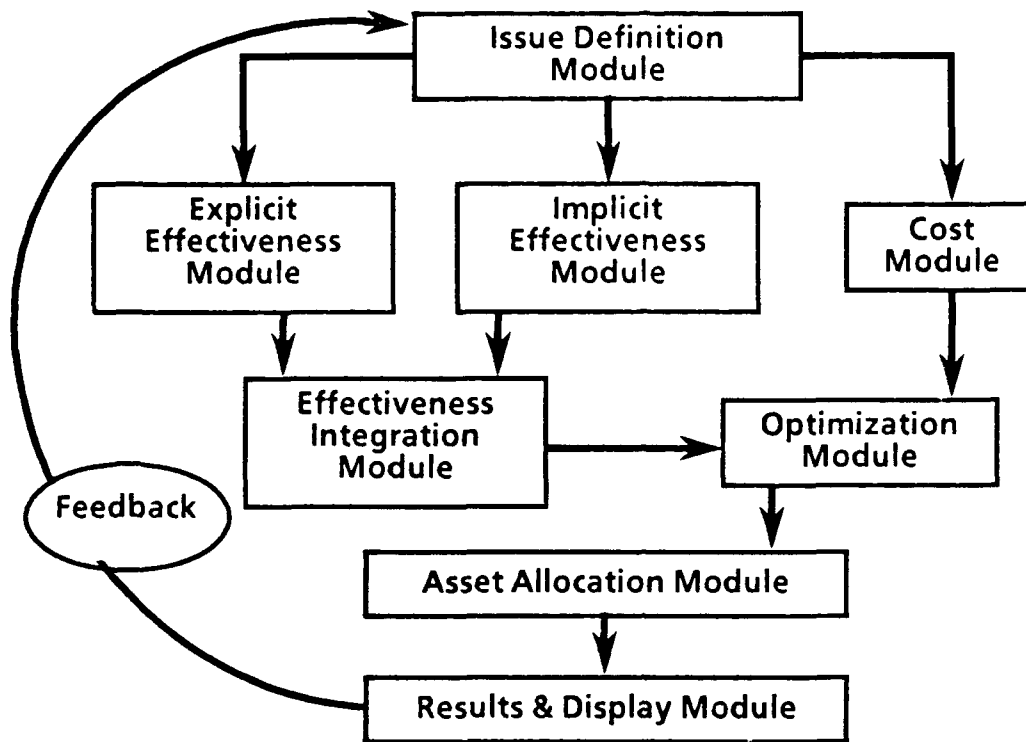 Issue Definition
Module
Explicit
Effectiveness
Module
Implicit
Effectiveness
Module
Cost
Module
Effectiveness
Integration
Module
Optimization
Module
Feedback
Asset Allocation Module
Results & Display Module